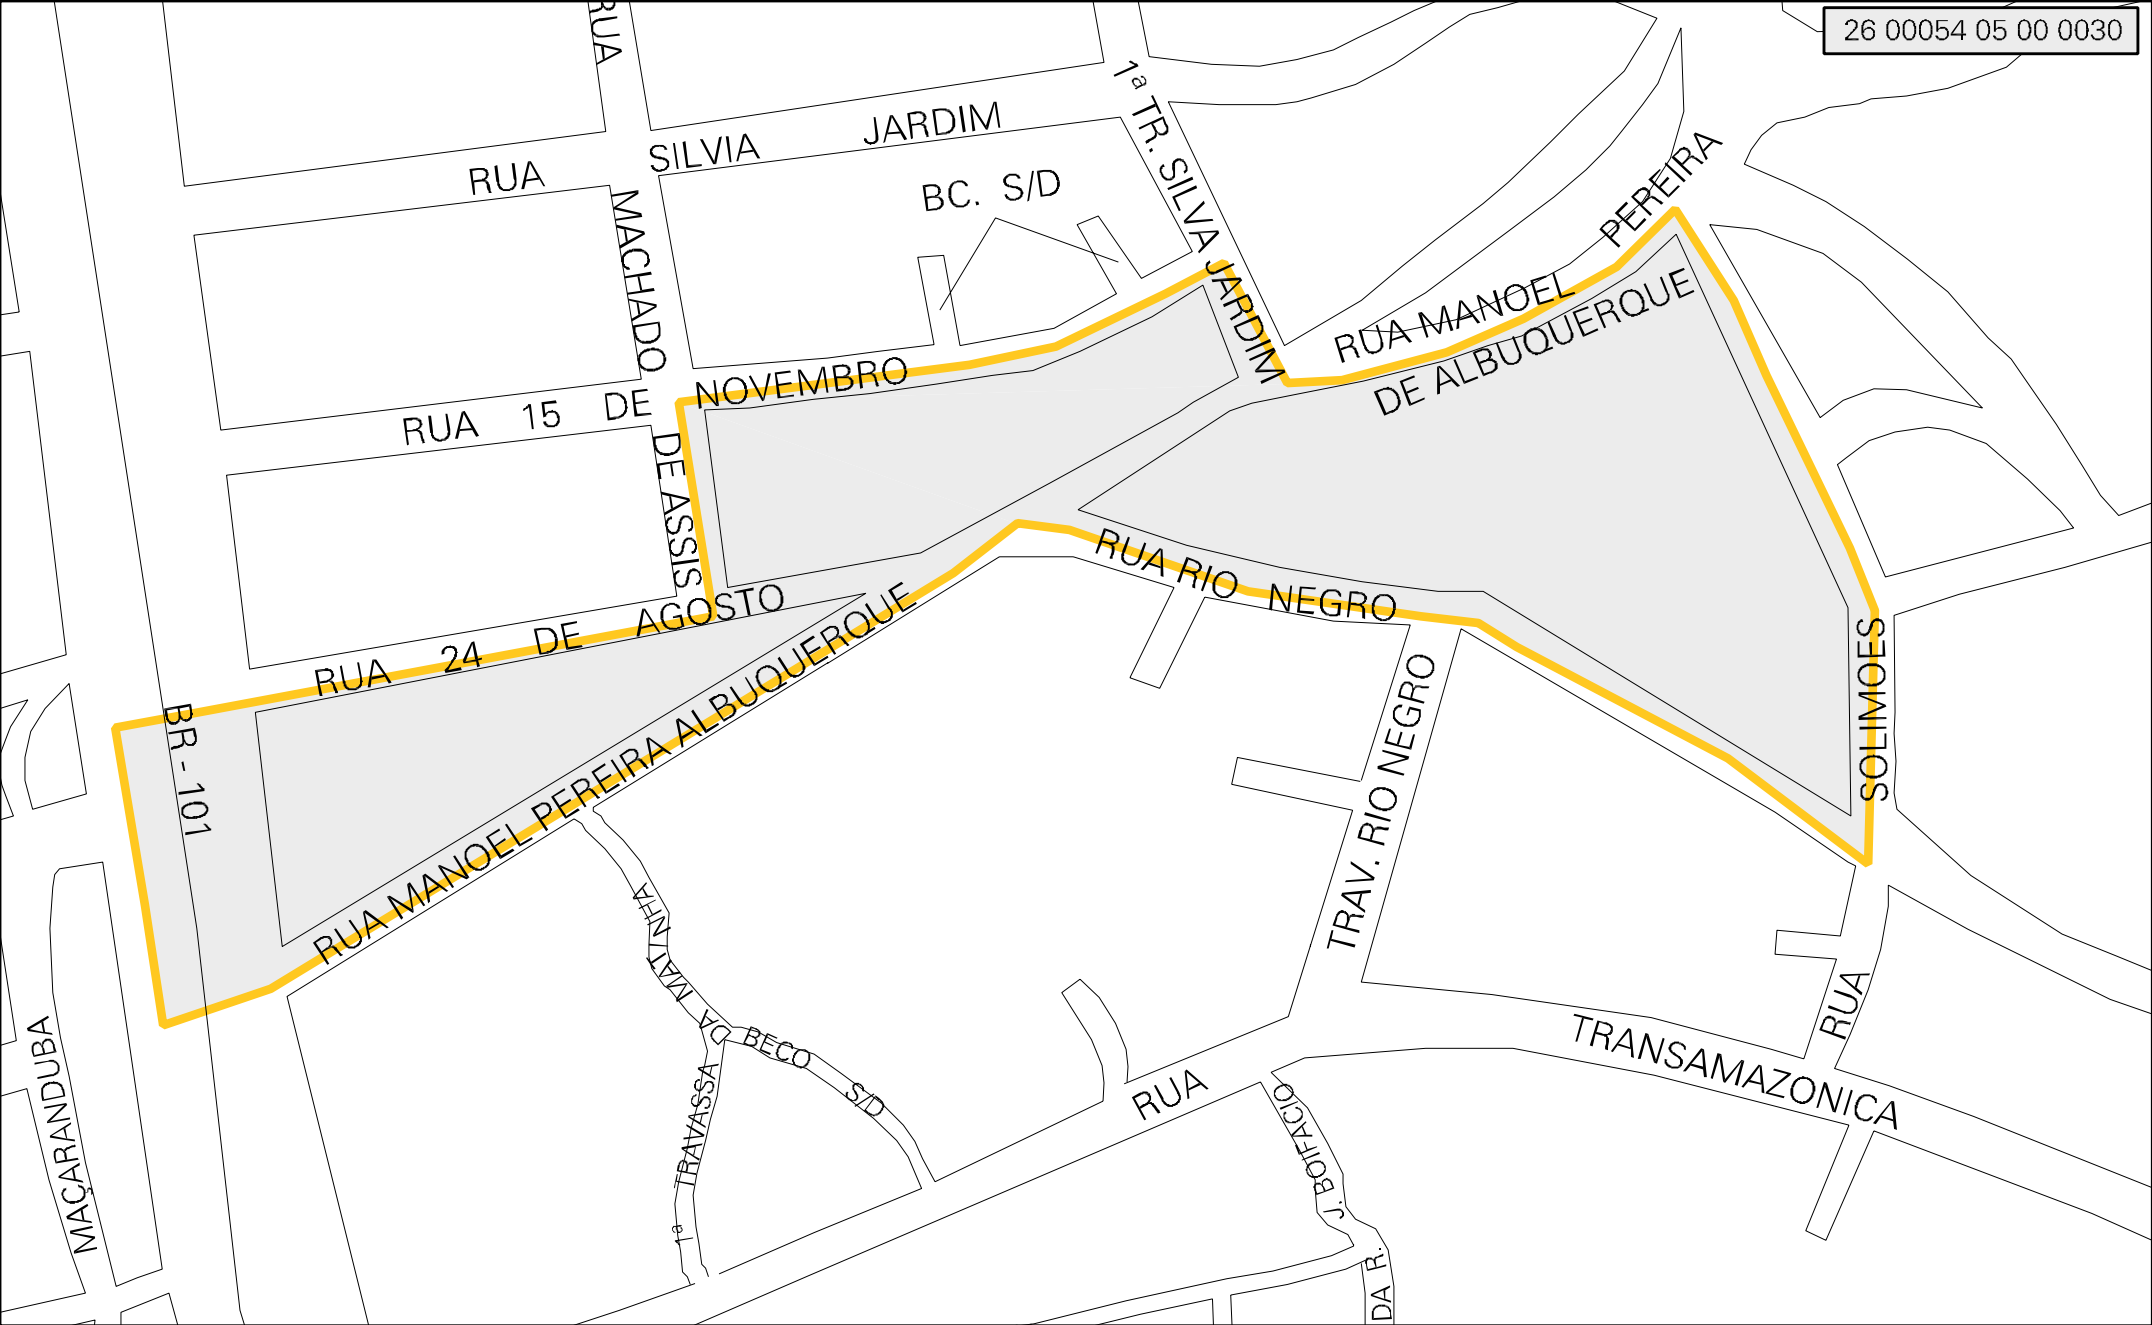 26 00054 05 00 0030
RUA
MACHADO
DE ASSIS
RUA SILVIA JARDIM
1ª TR. SILVA JARDIM
BC. S/D
RUA MANOEL PEREIRA
DE ALBUQUERQUE
RUA 15 DE NOVEMBRO
RUA 24 DE AGOSTO
RUA RIO NEGRO
BR - 101
RUA MANOEL PEREIRA ALBUQUERQUE
TRAV. RIO NEGRO
RUA SOLIMOES
1ª TRAVASSA DA MATINHA
BECO S/D
RUA TRANSAMAZONICA
MAÇARANDUBA
DA R. J. BOIFACIO